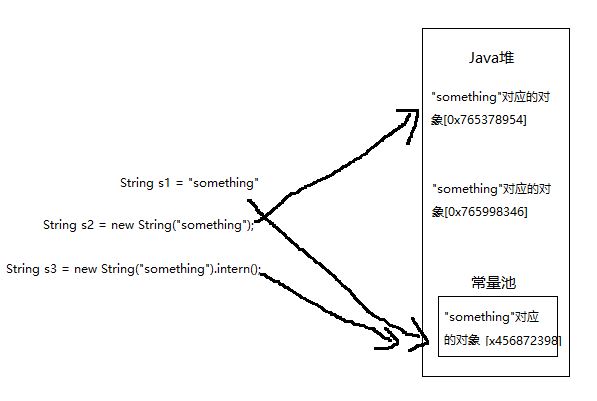 Java堆
"something"对应的对
象[0x765378954]
String s1 = "something"
"something"对应的对
象[0x765998346]
String s2 = new String("something");
String s3 = new String("something").intern();
常量池
"something"对应
的对象 [x456872398]